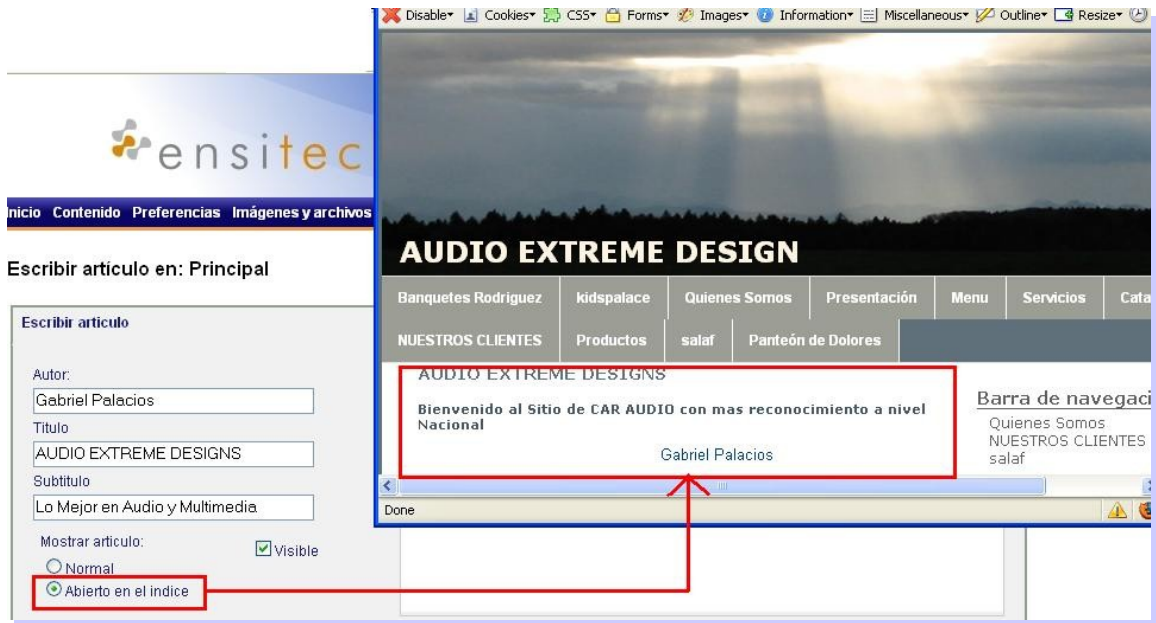 Disable Cookies CSS Forms Images Information Miscellaneous Outline Resize
ensitec
Inicio Contenido Preferencias Imágenes y archivos
AUDIO EXTREME DESIGN
Escribir artículo en: Principal
Banquetes Rodriguez kidspalace Quienes Somos Presentación Menu Servicios Cata
NUESTROS CLIENTES Productos salaf Panteón de Dolores
Escribir articulo
Autor:
Gabriel Palacios
Titulo
AUDIO EXTREME DESIGNS
Subtitulo
Lo Mejor en Audio y Multimedia
Mostrar articulo:
Visible
Normal
Abierto en el indice
AUDIO EXTREME DESIGNS
Bienvenido al Sitio de CAR AUDIO con mas reconocimiento a nivel
Nacional
Gabriel Palacios
Barra de navegaci
Quienes Somos
NUESTROS CLIENTES
salaf
Done